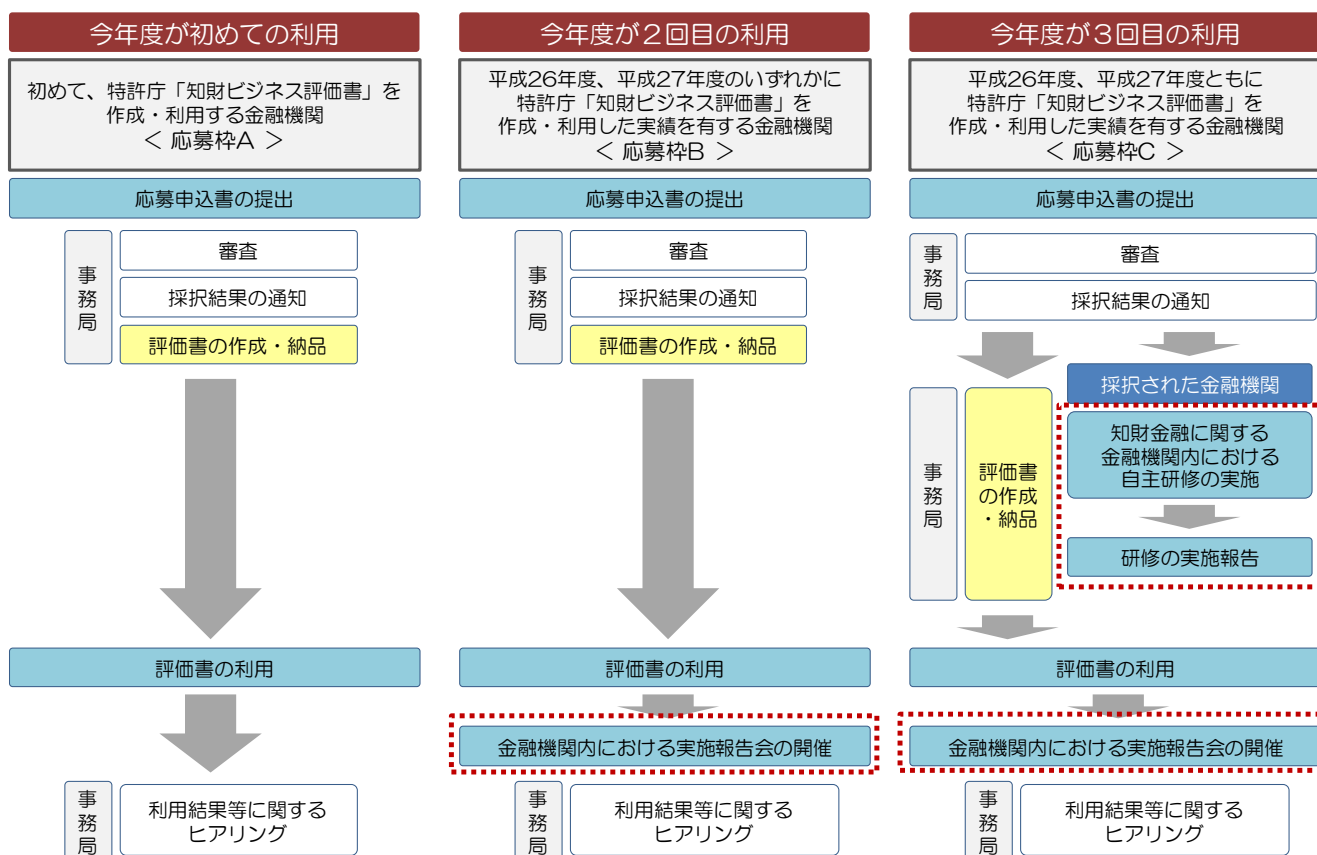 今年度が初めての利用
初めて、特許庁「知財ビジネス評価書」を
作成・利用する金融機関
＜ 応募枠A ＞
応募申込書の提出
事務局
審査
採択結果の通知
評価書の作成・納品
評価書の利用
事務局
利用結果等に関する
ヒアリング
今年度が２回目の利用
平成26年度、平成27年度のいずれかに
特許庁「知財ビジネス評価書」を
作成・利用した実績を有する金融機関
＜ 応募枠B ＞
応募申込書の提出
事務局
審査
採択結果の通知
評価書の作成・納品
評価書の利用
金融機関内における実施報告会の開催
事務局
利用結果等に関する
ヒアリング
今年度が３回目の利用
平成26年度、平成27年度ともに
特許庁「知財ビジネス評価書」を
作成・利用した実績を有する金融機関
＜ 応募枠C ＞
応募申込書の提出
事務局
審査
採択結果の通知
事務局
評価書
の作成
・納品
採択された金融機関
知財金融に関する
金融機関内における
自主研修の実施
研修の実施報告
評価書の利用
金融機関内における実施報告会の開催
事務局
利用結果等に関する
ヒアリング